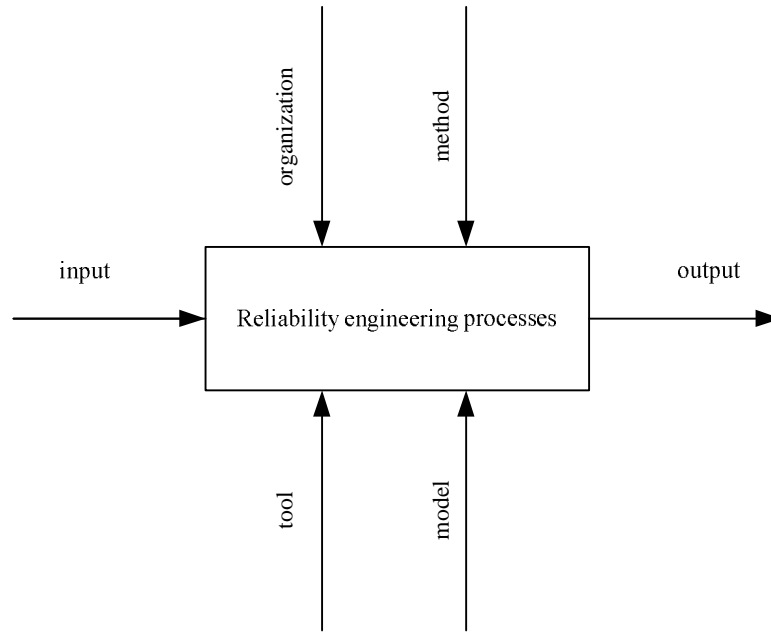 organization
method
input
output
Reliability engineering processes
tool
model